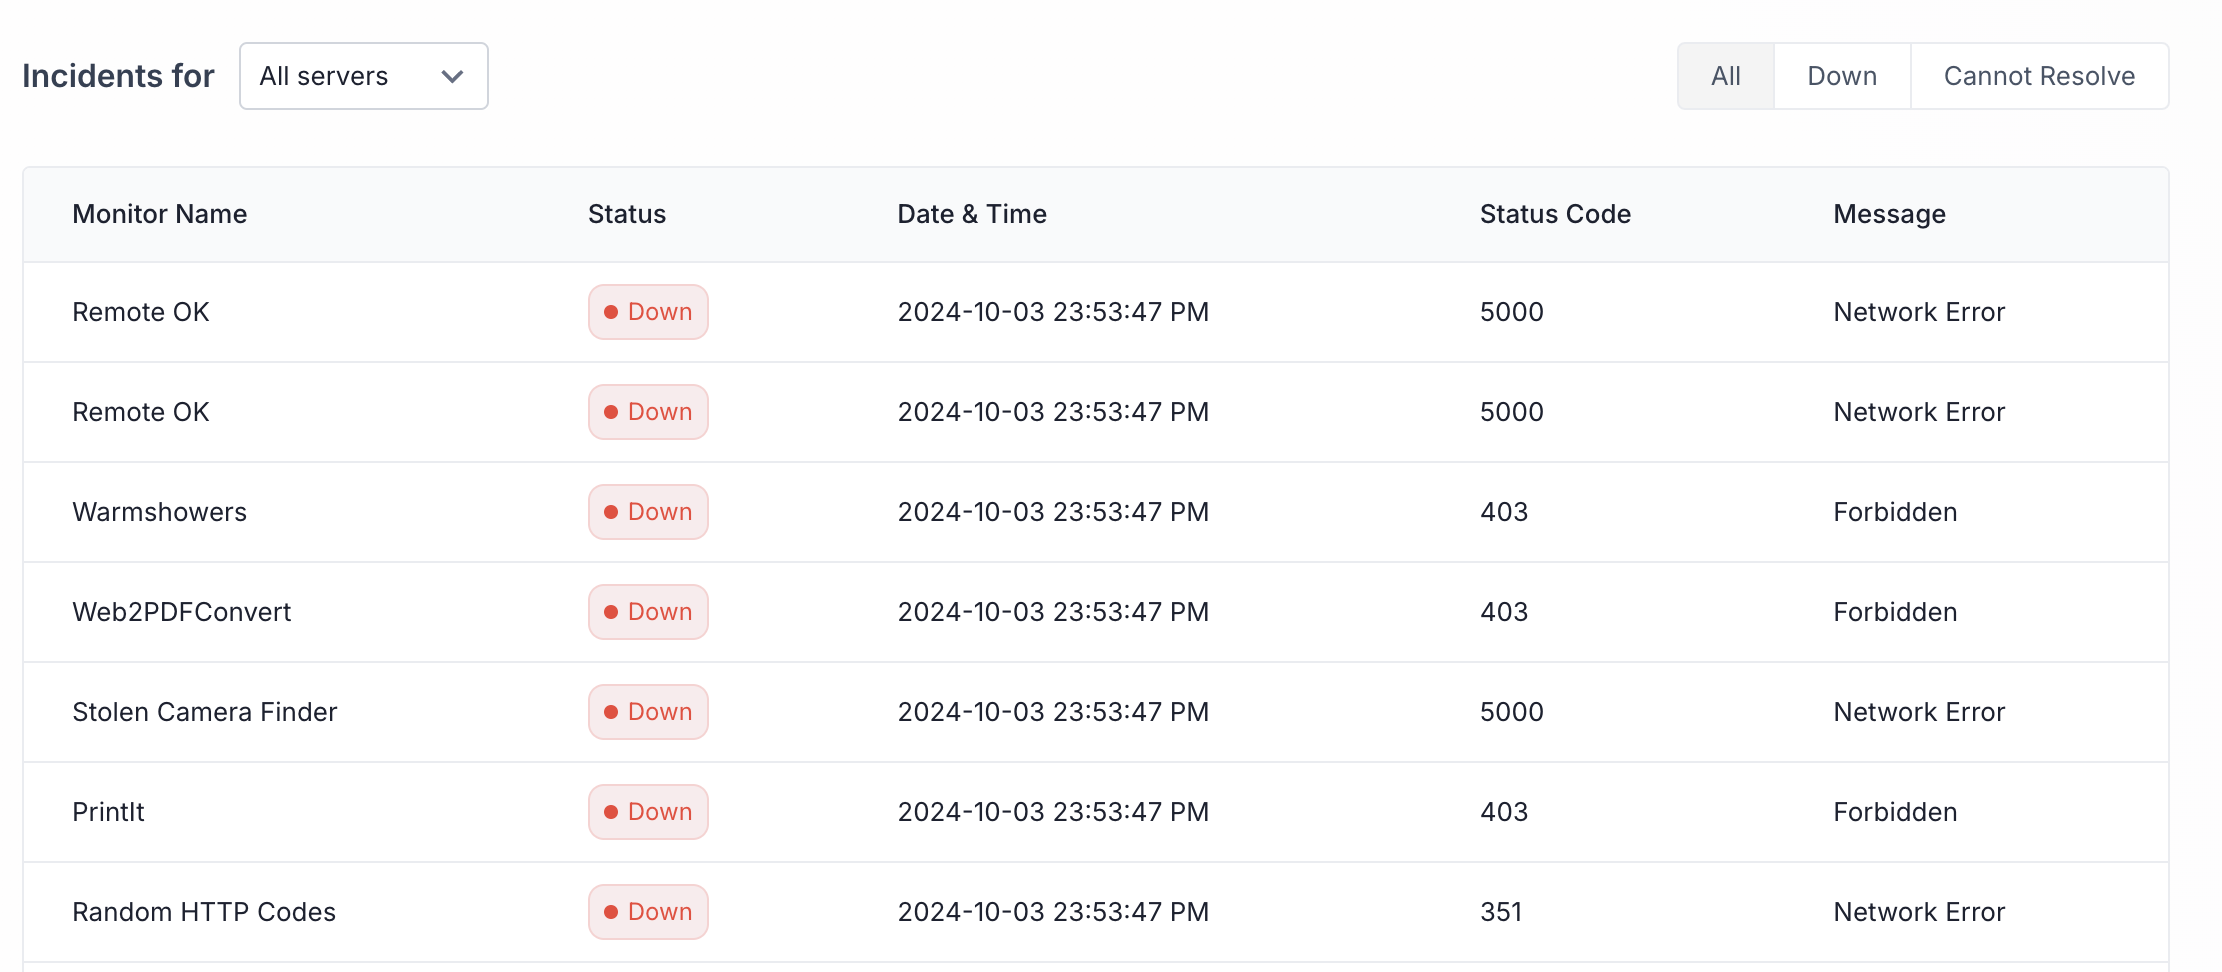 Incidents for All servers All Down Cannot Resolve
Monitor Name Status Date & Time Status Code Message
Remote OK Down 2024-10-03 23:53:47 PM 5000 Network Error
Remote OK Down 2024-10-03 23:53:47 PM 5000 Network Error
Warmshowers Down 2024-10-03 23:53:47 PM 403 Forbidden
Web2PDFConvert Down 2024-10-03 23:53:47 PM 403 Forbidden
Stolen Camera Finder Down 2024-10-03 23:53:47 PM 5000 Network Error
PrintIt Down 2024-10-03 23:53:47 PM 403 Forbidden
Random HTTP Codes Down 2024-10-03 23:53:47 PM 351 Network Error